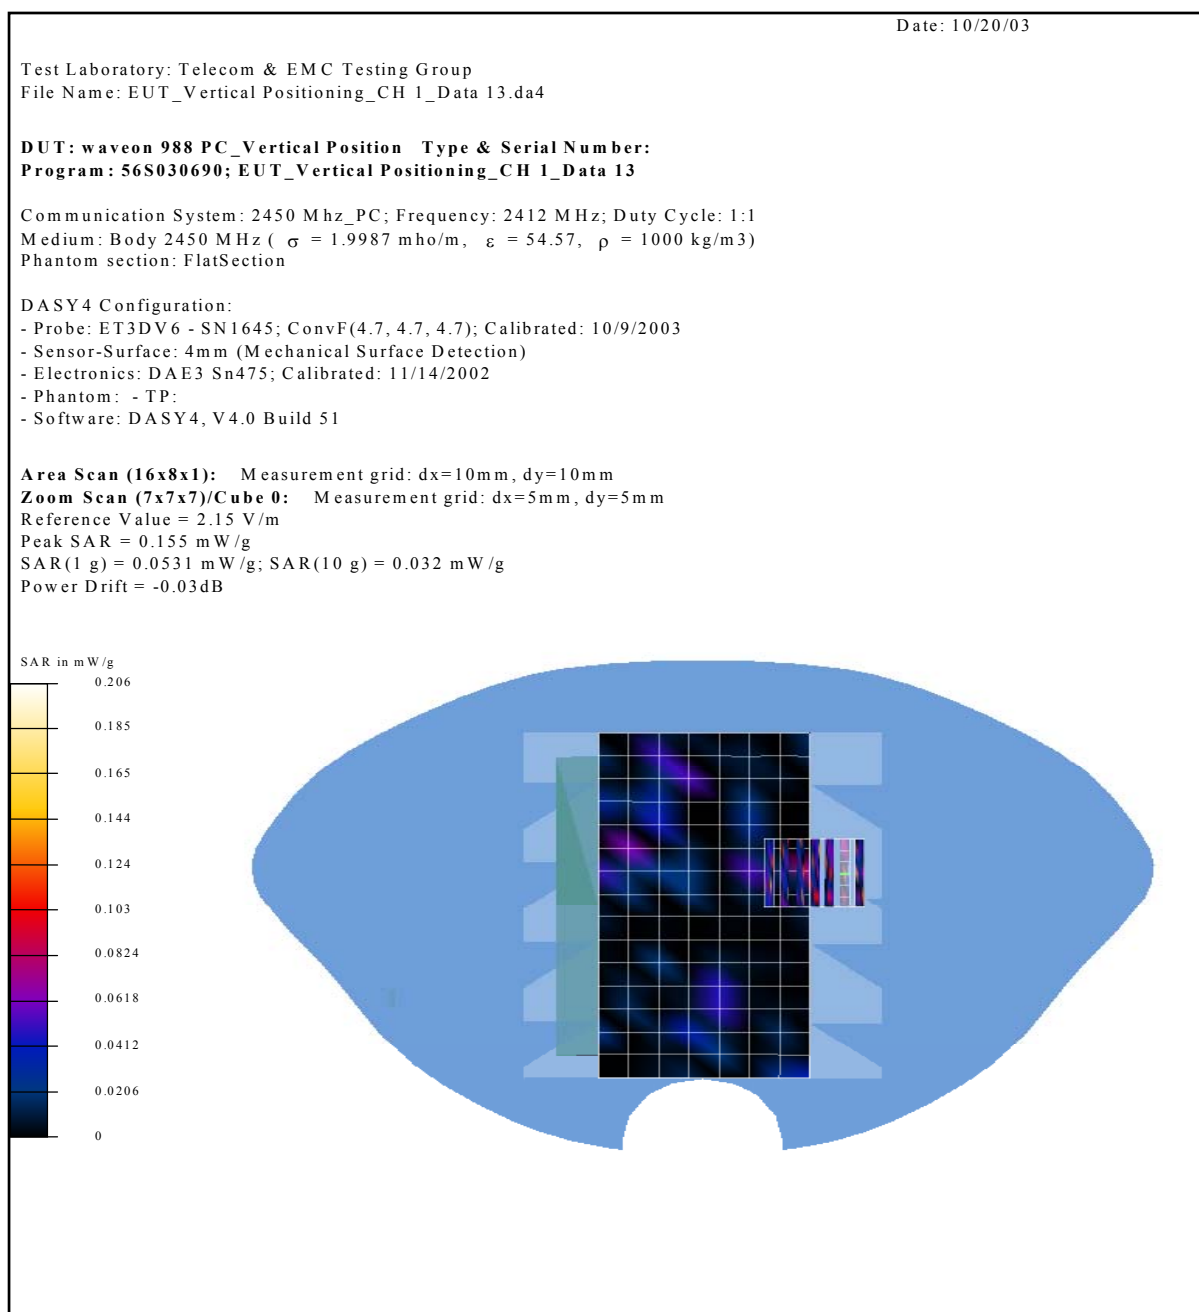 Date: 10/20/03
Test Laboratory: Telecom & EMC Testing Group
File Name: EUT_Vertical Positioning_CH 1_Data 13.da4
DUT: waveon 988 PC_Vertical Position Type & Serial Number:
Program: 56S030690; EUT_Vertical Positioning_CH 1_Data 13
Communication System: 2450 Mhz_PC; Frequency: 2412 MHz; Duty Cycle: 1:1
Medium: Body 2450 MHz ( σ = 1.9987 mho/m, ε = 54.57, ρ = 1000 kg/m3)
Phantom section: FlatSection
DASY4 Configuration:
- Probe: ET3DV6 - SN1645; ConvF(4.7, 4.7, 4.7); Calibrated: 10/9/2003
- Sensor-Surface: 4mm (Mechanical Surface Detection)
- Electronics: DAE3 Sn475; Calibrated: 11/14/2002
- Phantom: - TP:
- Software: DASY4, V4.0 Build 51
Area Scan (16x8x1): Measurement grid: dx=10mm, dy=10mm
Zoom Scan (7x7x7)/Cube 0: Measurement grid: dx=5mm, dy=5mm
Reference Value = 2.15 V/m
Peak SAR = 0.155 mW/g
SAR(1 g) = 0.0531 mW/g; SAR(10 g) = 0.032 mW/g
Power Drift = -0.03dB
SAR in mW/g
0.206
0.185
0.165
0.144
0.124
0.103
0.0824
0.0618
0.0412
0.0206
0